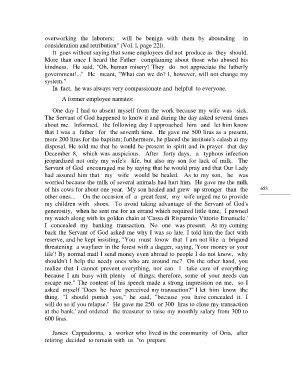 overworking the laborers; will be benign with them by abounding in
consideration and retribution" (Vol. I, page 221).
It goes without saying that some employees did not produce as they should.
More than once I heard the Father complaining about those who abused his
kindness. He said, "Oh, human misery! They do not appreciate the fatherly
government!..." He meant, "What can we do? I, however, will not change my
system."
In fact, he was always very compassionate and helpful to everyone.
A former employee narrates:
One day I had to absent myself from the work because my wife was sick.
The Servant of God happened to know it and during the day asked several times
about me. Informed, the following day I approached him and let him know
that I was a father for the seventh time. He gave me 500 liras as a present,
more 200 liras for the baptism; furthermore, he placed the institute's calash at my
disposal. He told me that he would be present in spirit and in prayer that day
December 8, which was auspicious. After forty days, a typhous infection
jeopardized not only my wife's life, but also my son for lack of milk. The
Servant of God encouraged me by saying that he would pray and that Our Lady
had assured him that my wife would be healed. As to my son, he was
worried because the milk of several animals had hurt him. He gave me the milk
of his cows for about one year. My son healed and grew up stronger than the
other ones... On the occasion of a great feast, my wife urged me to provide
my children with shoes. To avoid taking advantage of the Servant of God's
generosity, when he sent me for an errand which required little time, I pawned
my watch along with its golden chain at 'Cassa di Risparmio Vittorio Emanuele.'
I concealed my banking transaction. No one was present. At my coming
back the Servant of God asked me why I was so late. I told him the fact with
reserve, and he kept insisting, "You must know that I am not like a brigand
threatening a wayfarer in the forest with a dagger, saying, 'Your money or your
life'! By normal mail I send money even abroad to people I do not know, why
shouldn't I help the needy ones who are around me? On the other hand, you
realize that I cannot prevent everything, nor can I take care of everything
because I am busy with plenty of things; therefore, some of your needs can
escape me." The content of his speech made a strong impression on me, so I
asked myself "Does he have perceived my transaction?" I let him know the
thing. "I should punish you," he said, "because you have concealed it. I
will do so if you relapse." He gave me 250 or 300 liras to close my transaction
at the bank,' and ordered the treasurer to raise my monthly salary from 300 to
600 liras.
James Cappadonna, a worker who lived in the community of Oria, after
retiring decided to remain with us "to prepare